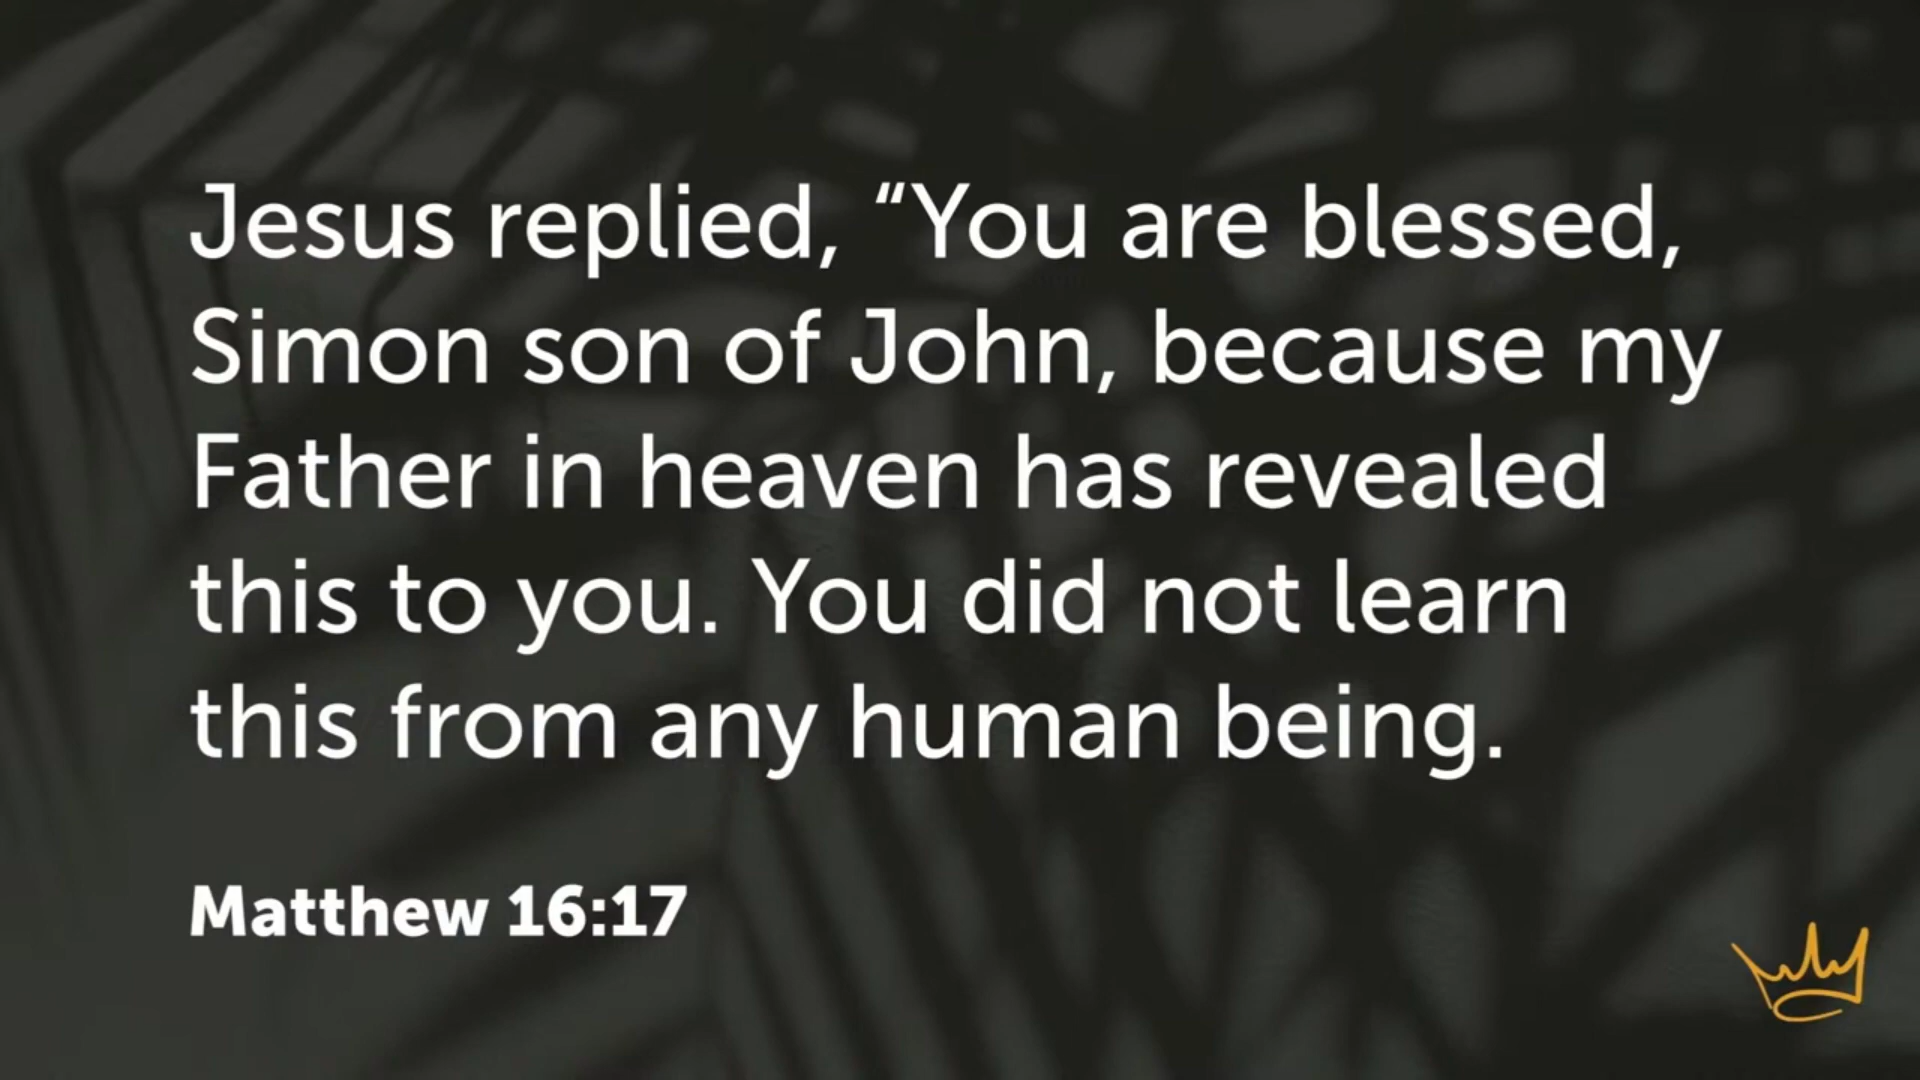 Jesus replied, “You are blessed,
Simon son of John, because my
Father in heaven has revealed
this to you. You did not learn
this from any human being.
Matthew 16:17